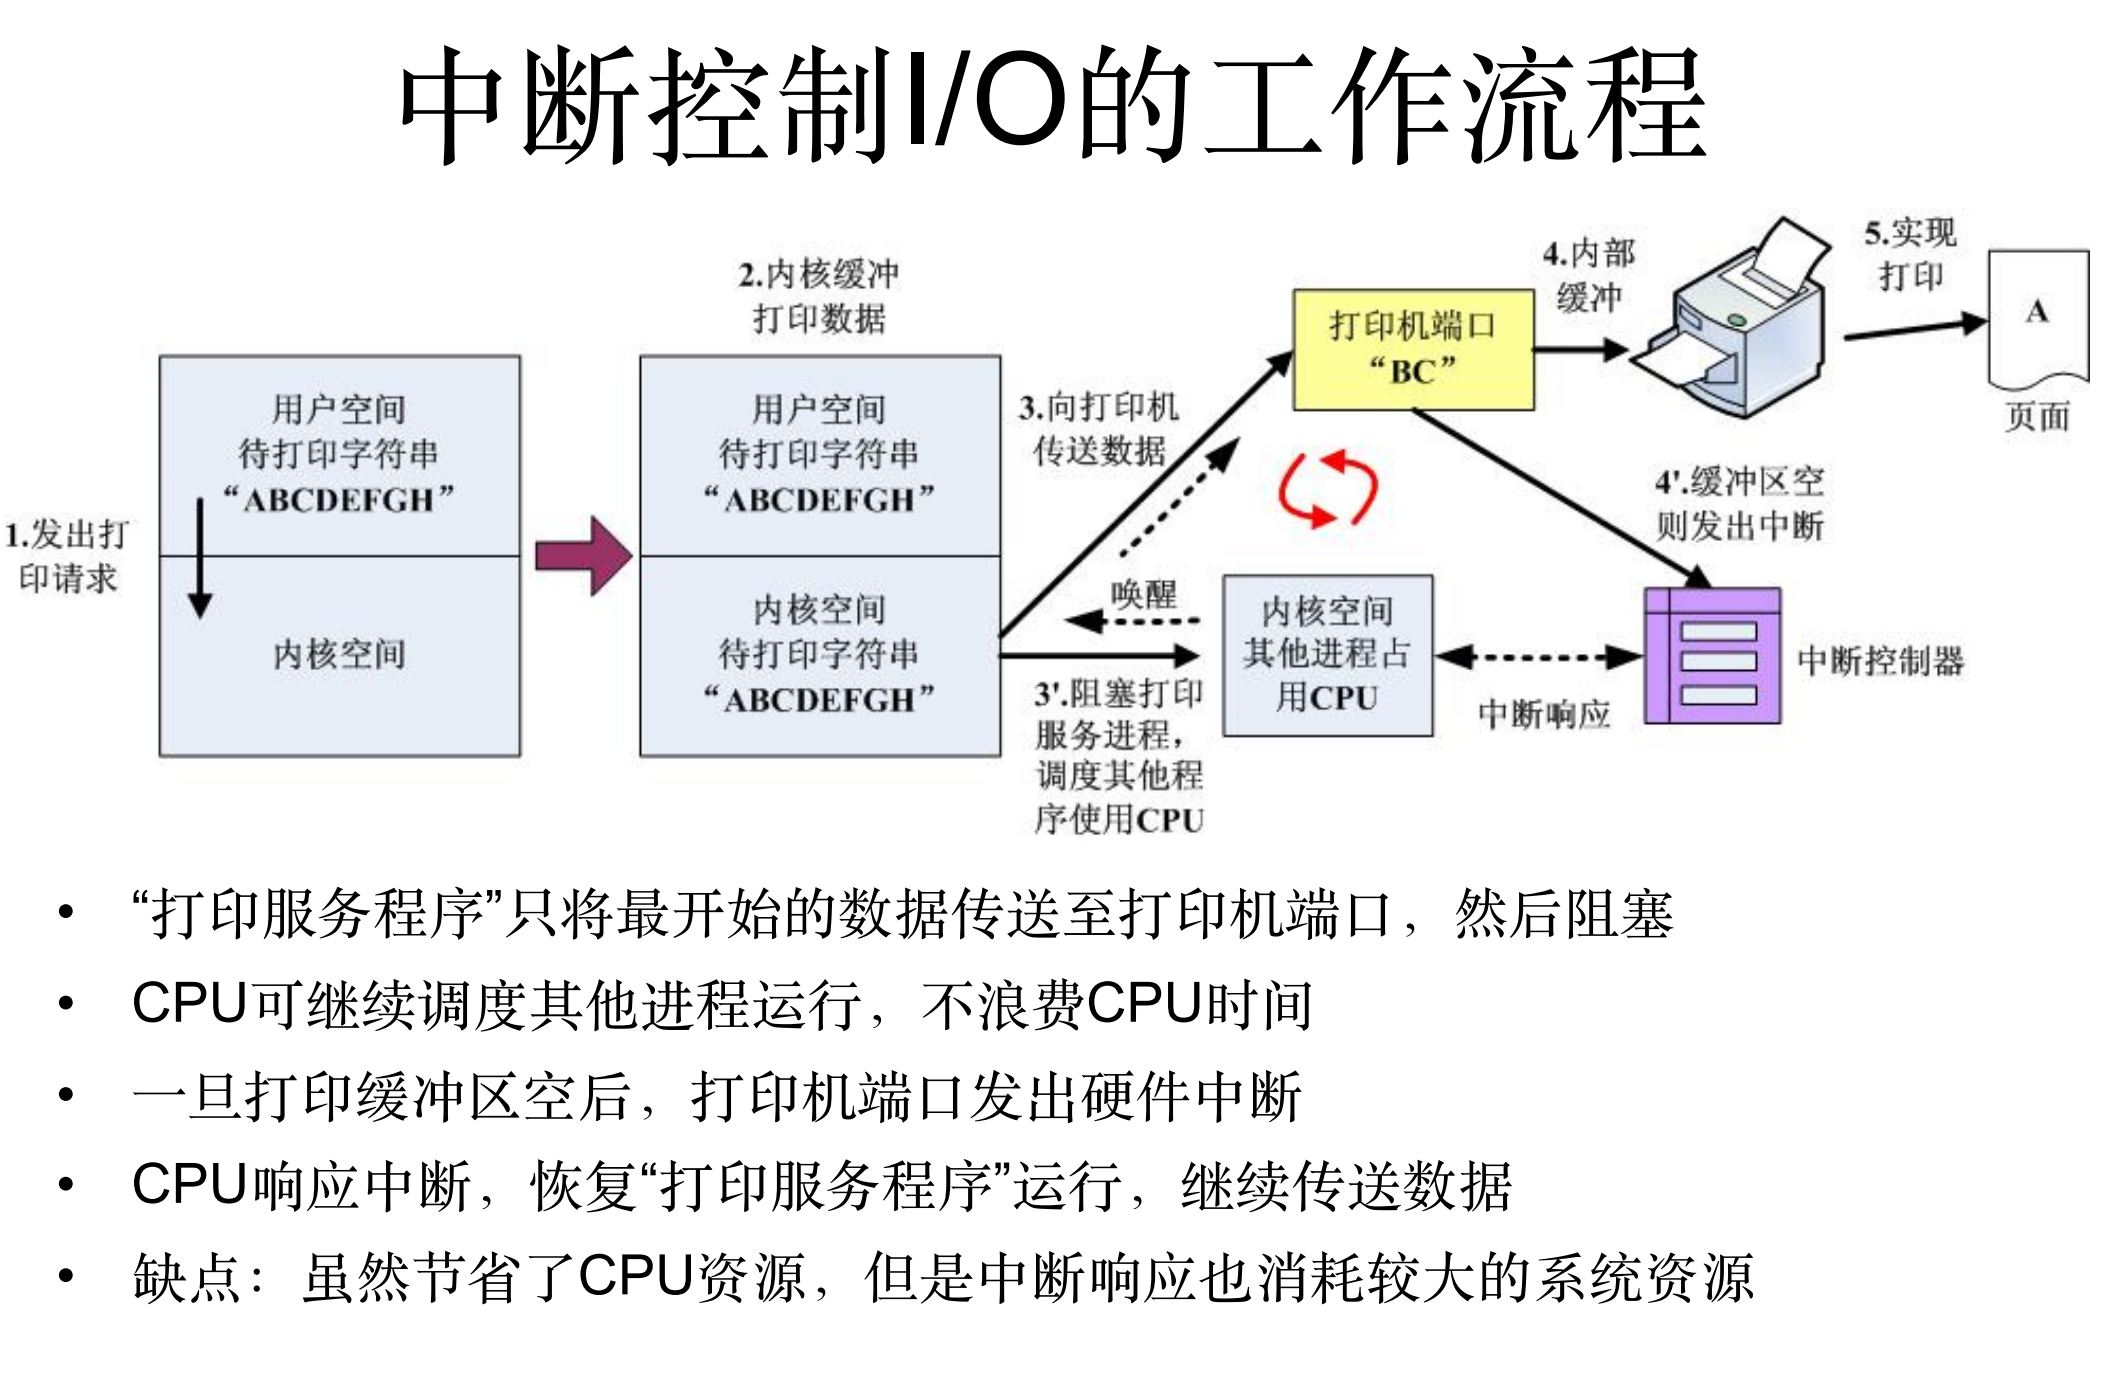 中断控制I/O的工作流程
1.发出打
印请求
用户空间
待打印字符串
“ABCDEFGH”
内核空间
2.内核缓冲
打印数据
用户空间
待打印字符串
“ABCDEFGH”
内核空间
待打印字符串
“ABCDEFGH”
3.向打印机
传送数据
唤醒
3'.阻塞打印
服务进程，
调度其他程
序使用CPU
打印机端口
“BC”
内核空间
其他进程占
用CPU
4.内部
缓冲
4'.缓冲区空
则发出中断
中断响应
中断控制器
5.实现
打印
A
页面
• “打印服务程序”只将最开始的数据传送至打印机端口，然后阻塞
• CPU可继续调度其他进程运行，不浪费CPU时间
• 一旦打印缓冲区空后，打印机端口发出硬件中断
• CPU响应中断，恢复“打印服务程序”运行，继续传送数据
• 缺点：虽然节省了CPU资源，但是中断响应也消耗较大的系统资源